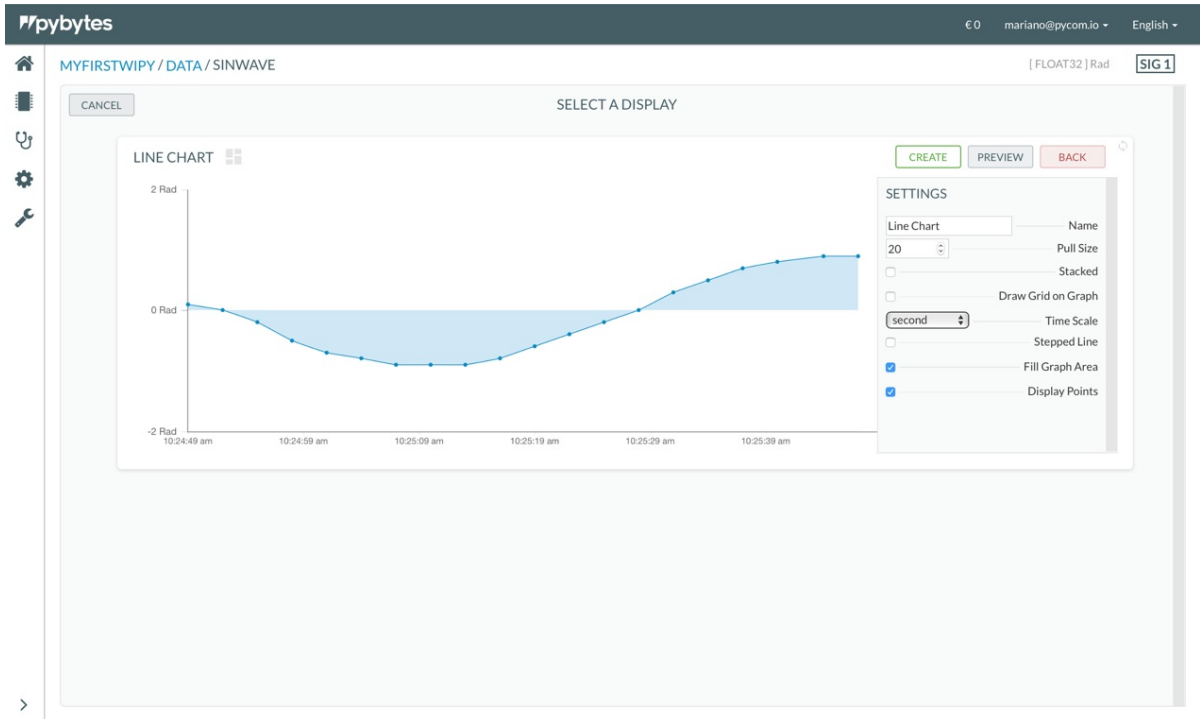 pybytes
€ 0 mariano@pycom.io English
MYFIRSTWIPY / DATA / SINWAVE [ FLOAT32 ] Rad SIG 1
CANCEL SELECT A DISPLAY
LINE CHART CREATE PREVIEW BACK
SETTINGS
Line Chart Name
20 Pull Size
Stacked
Draw Grid on Graph
second Time Scale
Stepped Line
Fill Graph Area
Display Points
2 Rad
0 Rad
-2 Rad
10:24:49 am 10:24:59 am 10:25:09 am 10:25:19 am 10:25:29 am 10:25:39 am